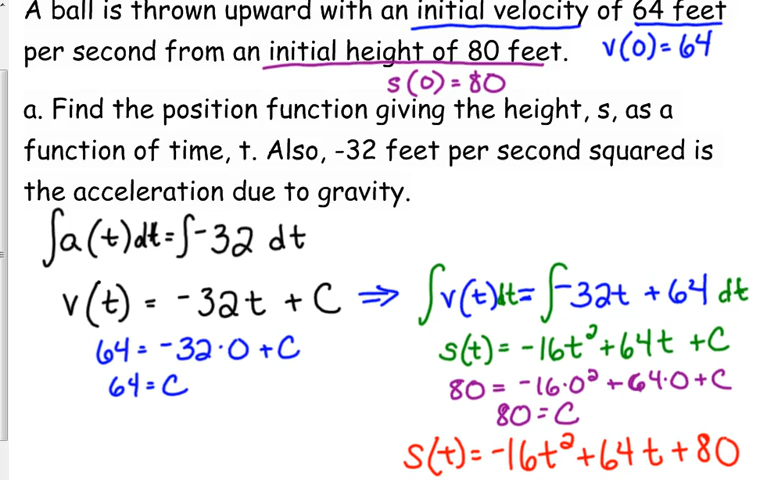 A ball is thrown upward with an initial velocity of 64 feet
per second from an initial height of 80 feet. v(0)=64
s(0)=80
a. Find the position function giving the height, s, as a
function of time, t. Also, -32 feet per second squared is
the acceleration due to gravity.
∫a(t)dt=∫-32 dt
v(t) = -32t + C ⇒ ∫v(t)dt=∫-32t +64 dt
64 = -32·0 +C
64=C
s(t) = -16t²+64t +C
80 = -16·0² +64·0+C
80=C
s(t)=-16t²+64t+80